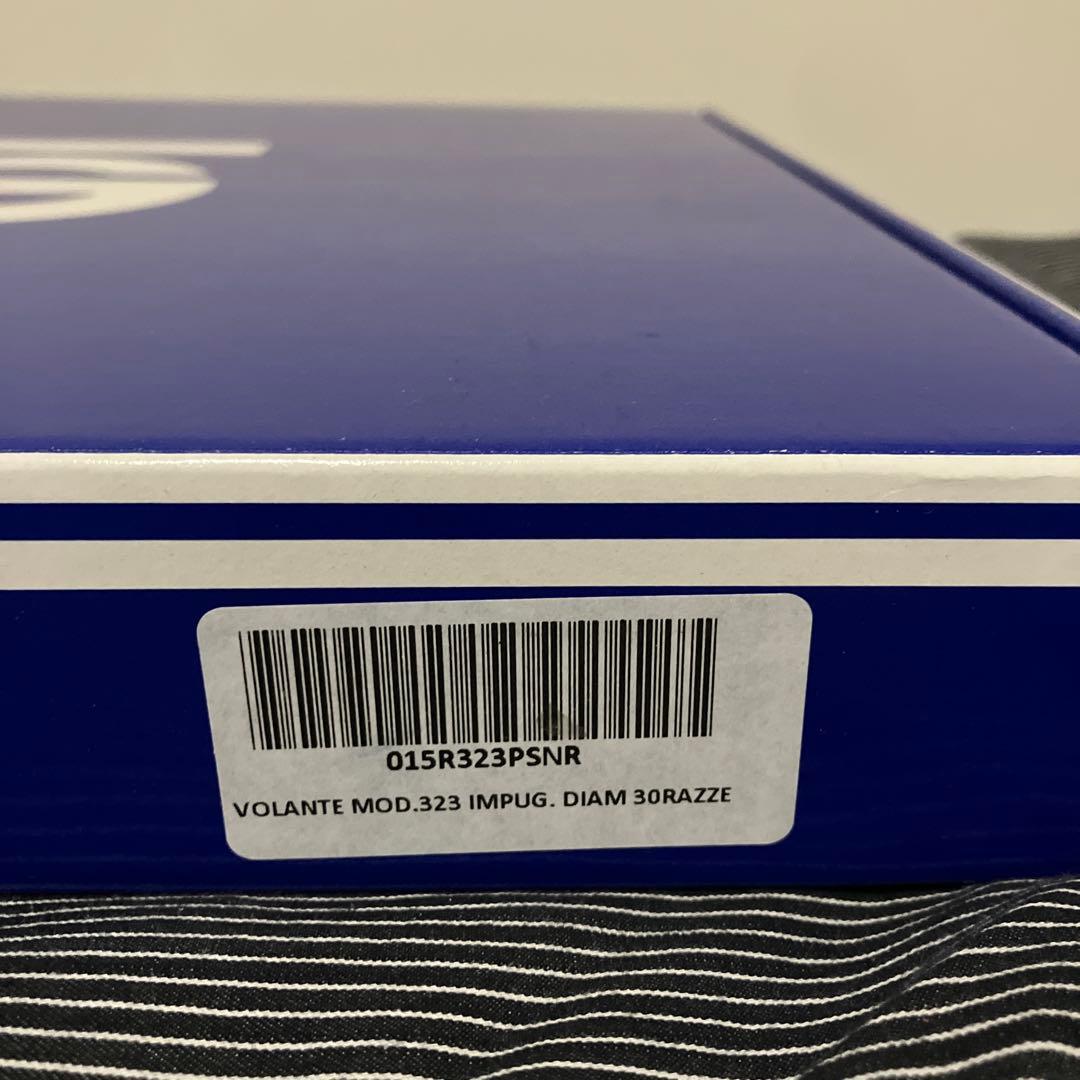 015R323PSNR
VOLANTE MOD.323 IMPUG. DIAM 30RAZZE